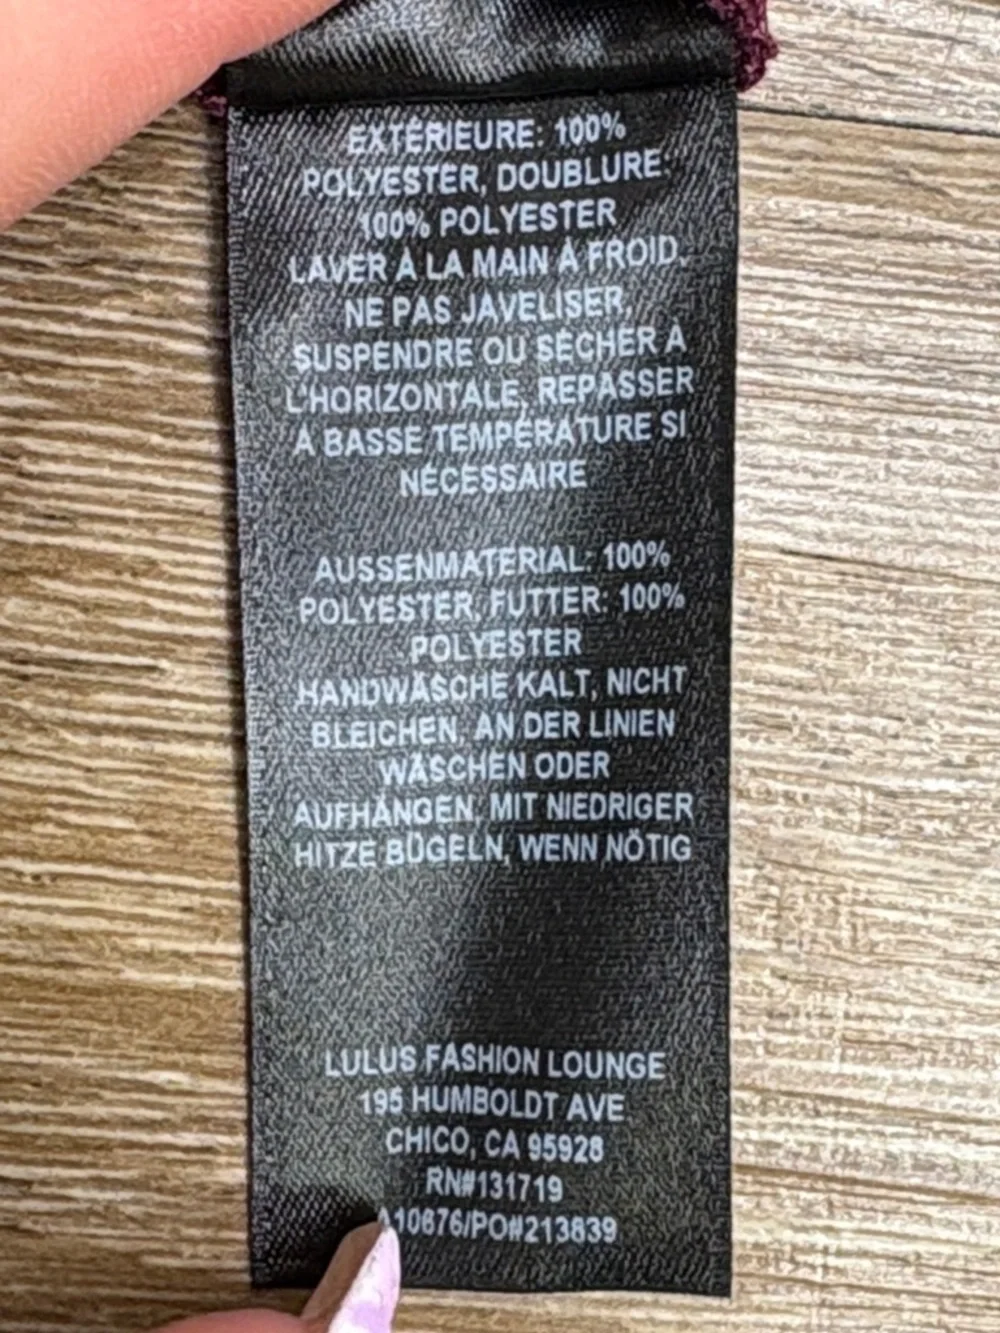 EXTÉRIEURE: 100%
POLYESTER, DOUBLURE:
100% POLYESTER
LAVER À LA MAIN À FROID,
NE PAS JAVELISER,
SUSPENDRE OU SÉCHER À
L'HORIZONTALE, REPASSER
À BASSE TEMPÉRATURE SI
NÉCESSAIRE
AUSSENMATERIAL: 100%
POLYESTER, FUTTER: 100%
POLYESTER
HANDWÄSCHE KALT, NICHT
BLEICHEN, AN DER LINIEN
WÄSCHEN ODER
AUFHÄNGEN, MIT NIEDRIGER
HITZE BÜGELN, WENN NÖTIG
LULUS FASHION LOUNGE
195 HUMBOLDT AVE
CHICO, CA 95928
RN#131719
A10676/PO#213839